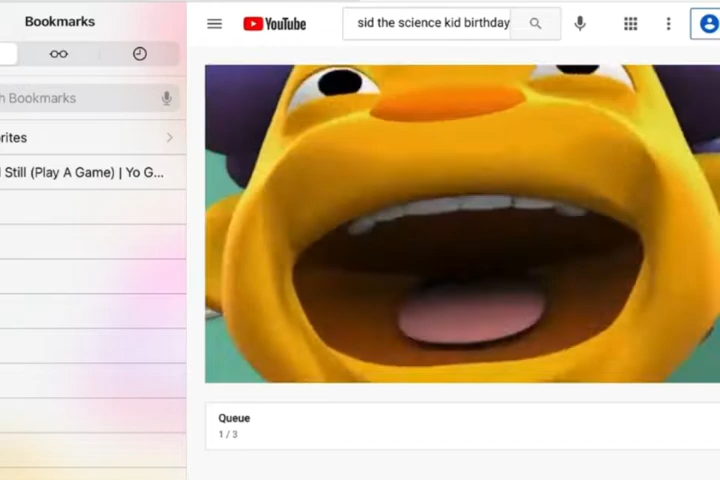 Bookmarks
YouTube
sid the science kid birthday
h Bookmarks
rites
Still (Play A Game) | Yo G...
Queue
1 / 3